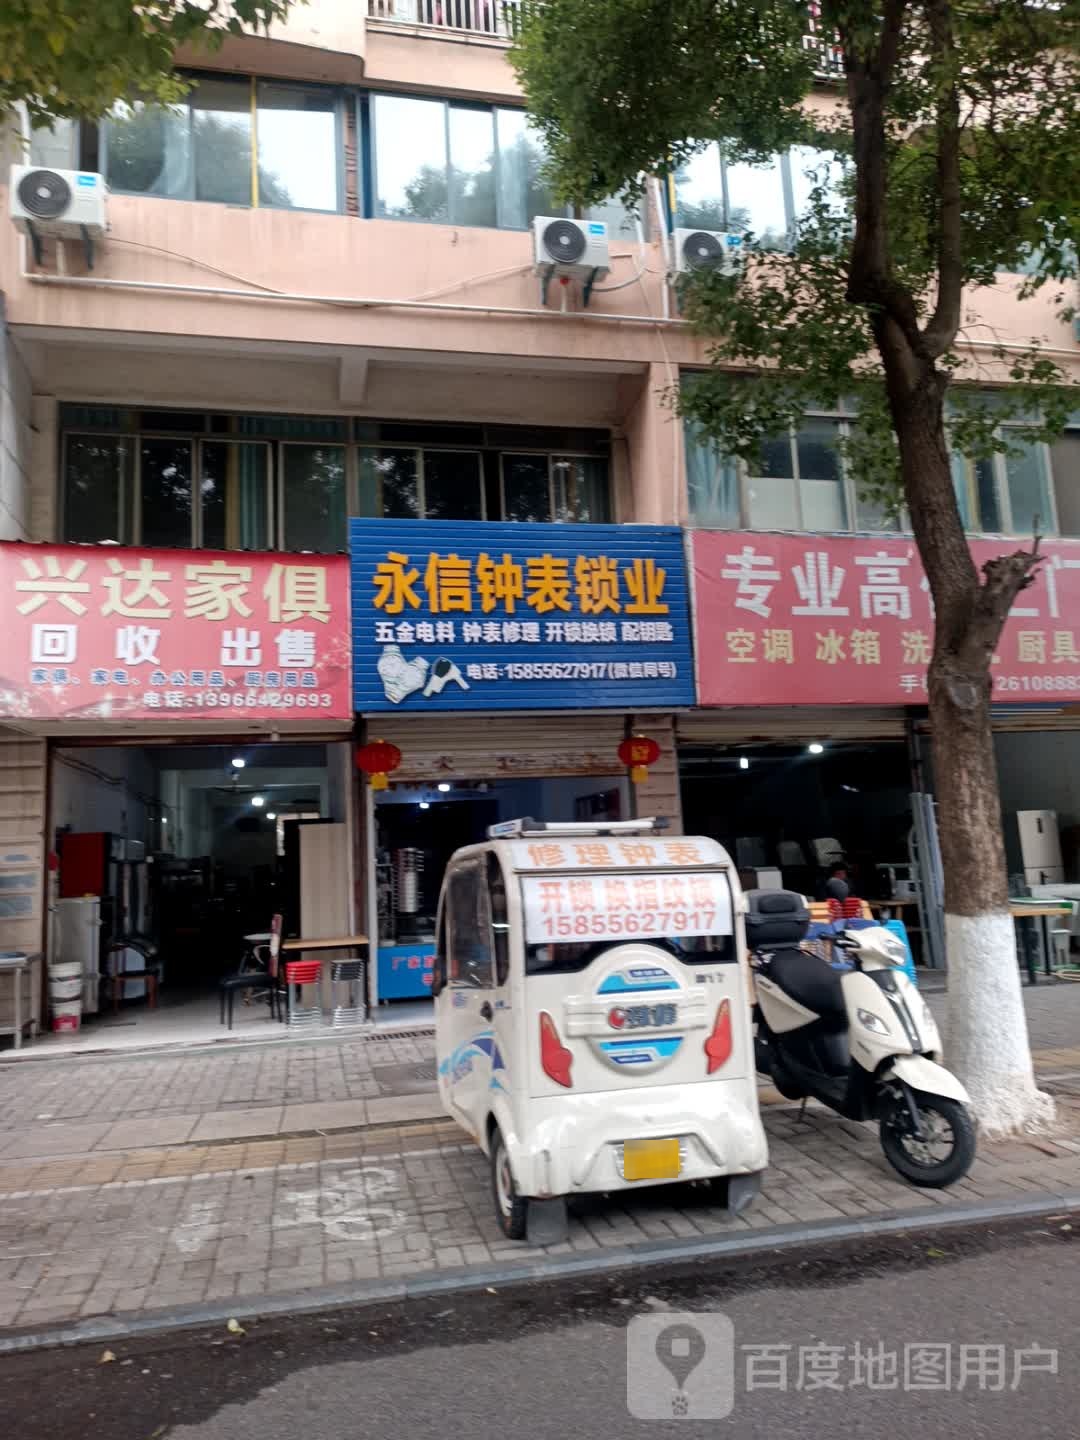 兴达家俱
回收 出售
家俱、家电、办公用品、厨房用品
电话:13966429693
永信钟表锁业
五金电料 钟表修理 开锁换锁 配钥匙
电话:15855627917(微信同号)
专业高
空调 冰箱 洗 厨具
手 2610888
修理钟表
开锁 换指纹锁
15855627917
厂家
百度地图用户